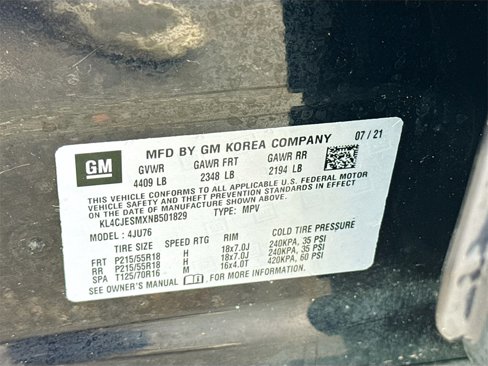 GM
MFD BY GM KOREA COMPANY 07 / 21
GVWR GAWR FRT GAWR RR
4409 LB 2348 LB 2194 LB
THIS VEHICLE CONFORMS TO ALL APPLICABLE U.S. FEDERAL MOTOR
VEHICLE SAFETY, BUMPER, AND THEFT PREVENTION STANDARDS IN EFFECT
ON THE DATE OF MANUFACTURE SHOWN ABOVE.
KL4CJESMXNB501829 TYPE: MPV
MODEL : 4JU76
TIRE SIZE SPEED RTG RIM COLD TIRE PRESSURE
FRT P215/55R18 H 18x7.0J 240KPA, 35 PSI
RR P215/55R18 H 18x7.0J 240KPA, 35 PSI
SPA T125/70R16 M 16x4.0T 420KPA, 60 PSI
SEE OWNER'S MANUAL FOR MORE INFORMATION.